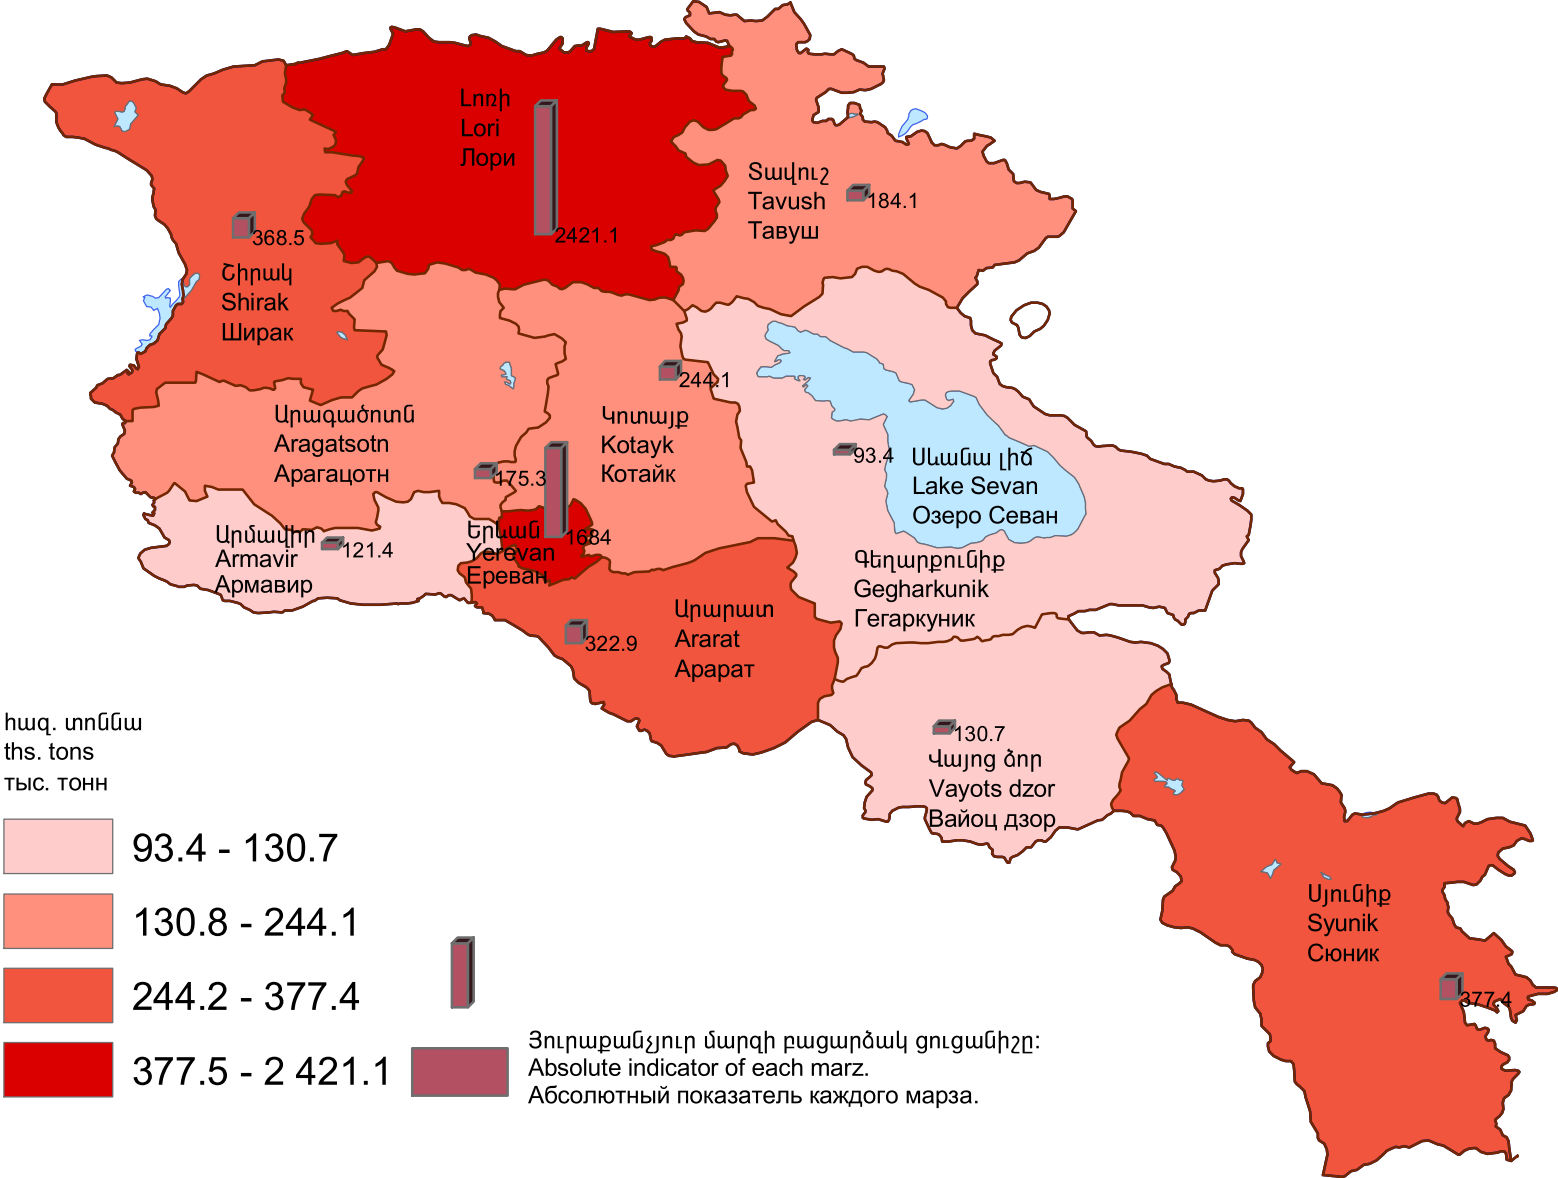 Լոռի
Lori
Лори
2421.1
Տավուշ
Tavush
Тавуш
184.1
368.5
Շիրակ
Shirak
Ширак
244.1
Արագածոտն
Aragatsotn
Арагацотн
175.3
Կոտայք
Kotayk
Котайк
93.4
Սևանա լիճ
Lake Sevan
Озеро Севан
Արմավիր
Armavir
Армавир
121.4
Երևան
Yerevan
Ереван
1684
Գեղարքունիք
Gegharkunik
Гегаркуник
Արարատ
Ararat
Арарат
322.9
130.7
Վայոց ձոր
Vayots dzor
Вайоц дзор
Սյունիք
Syunik
Сюник
377.4
հազ. տոննա
ths. tons
тыс. тонн
93.4 - 130.7
130.8 - 244.1
244.2 - 377.4
377.5 - 2 421.1
Յուրաքանչյուր մարզի բացարձակ ցուցանիշը:
Absolute indicator of each marz.
Абсолютный показатель каждого марза.